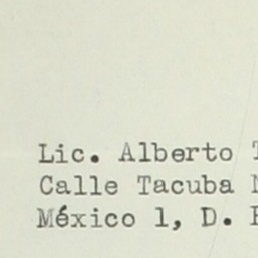 Lic. Alberto
Calle Tacuba
México 1, D.